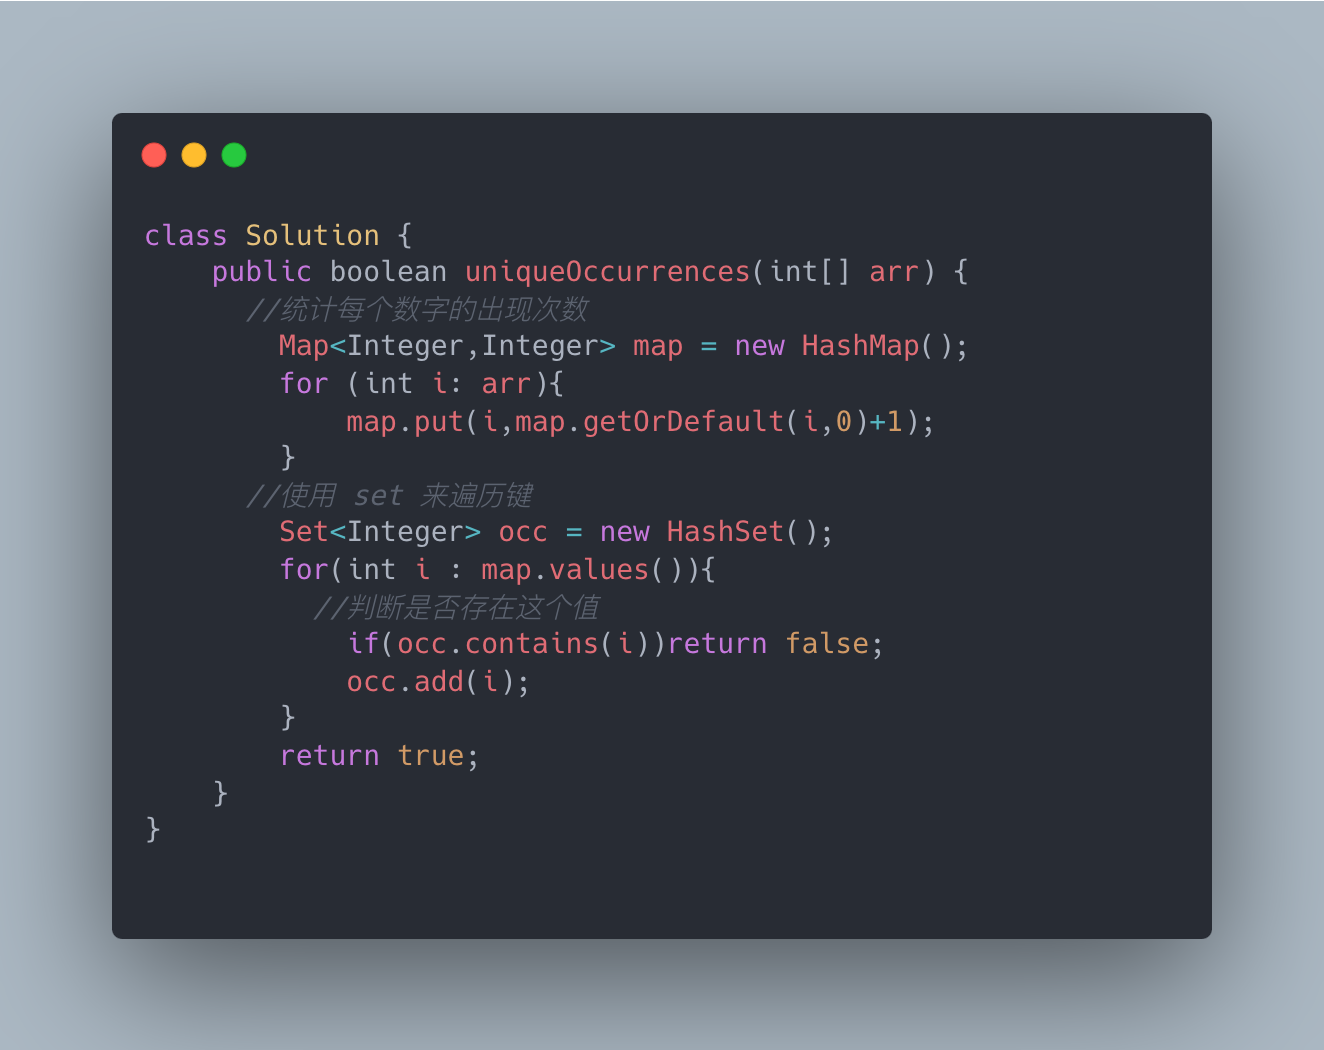 class Solution {
    public boolean uniqueOccurrences(int[] arr) {
      //统计每个数字的出现次数
        Map<Integer,Integer> map = new HashMap();
        for (int i: arr){
            map.put(i,map.getOrDefault(i,0)+1);
        }
      //使用 set 来遍历键
        Set<Integer> occ = new HashSet();
        for(int i : map.values()){
          //判断是否存在这个值
            if(occ.contains(i))return false;
            occ.add(i);
        }
        return true;
    }
}